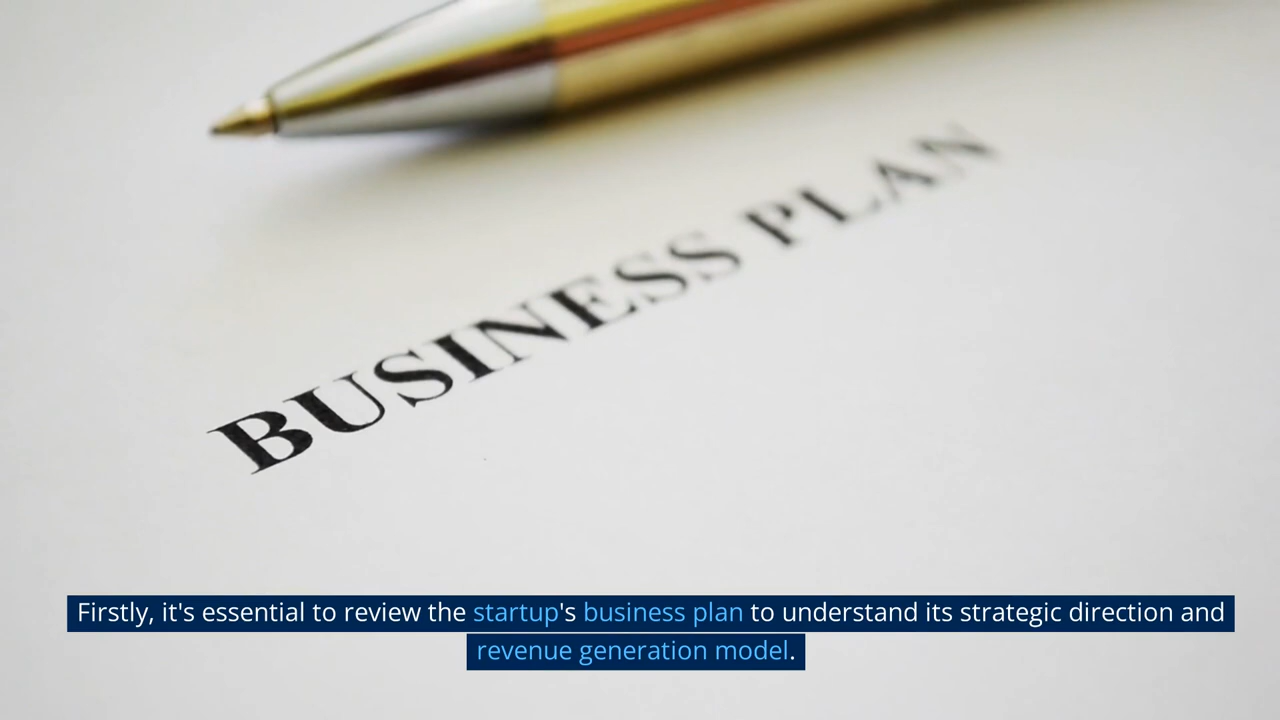 BUSINESS PLAN
Firstly, it's essential to review the startup's business plan to understand its strategic direction and
revenue generation model.